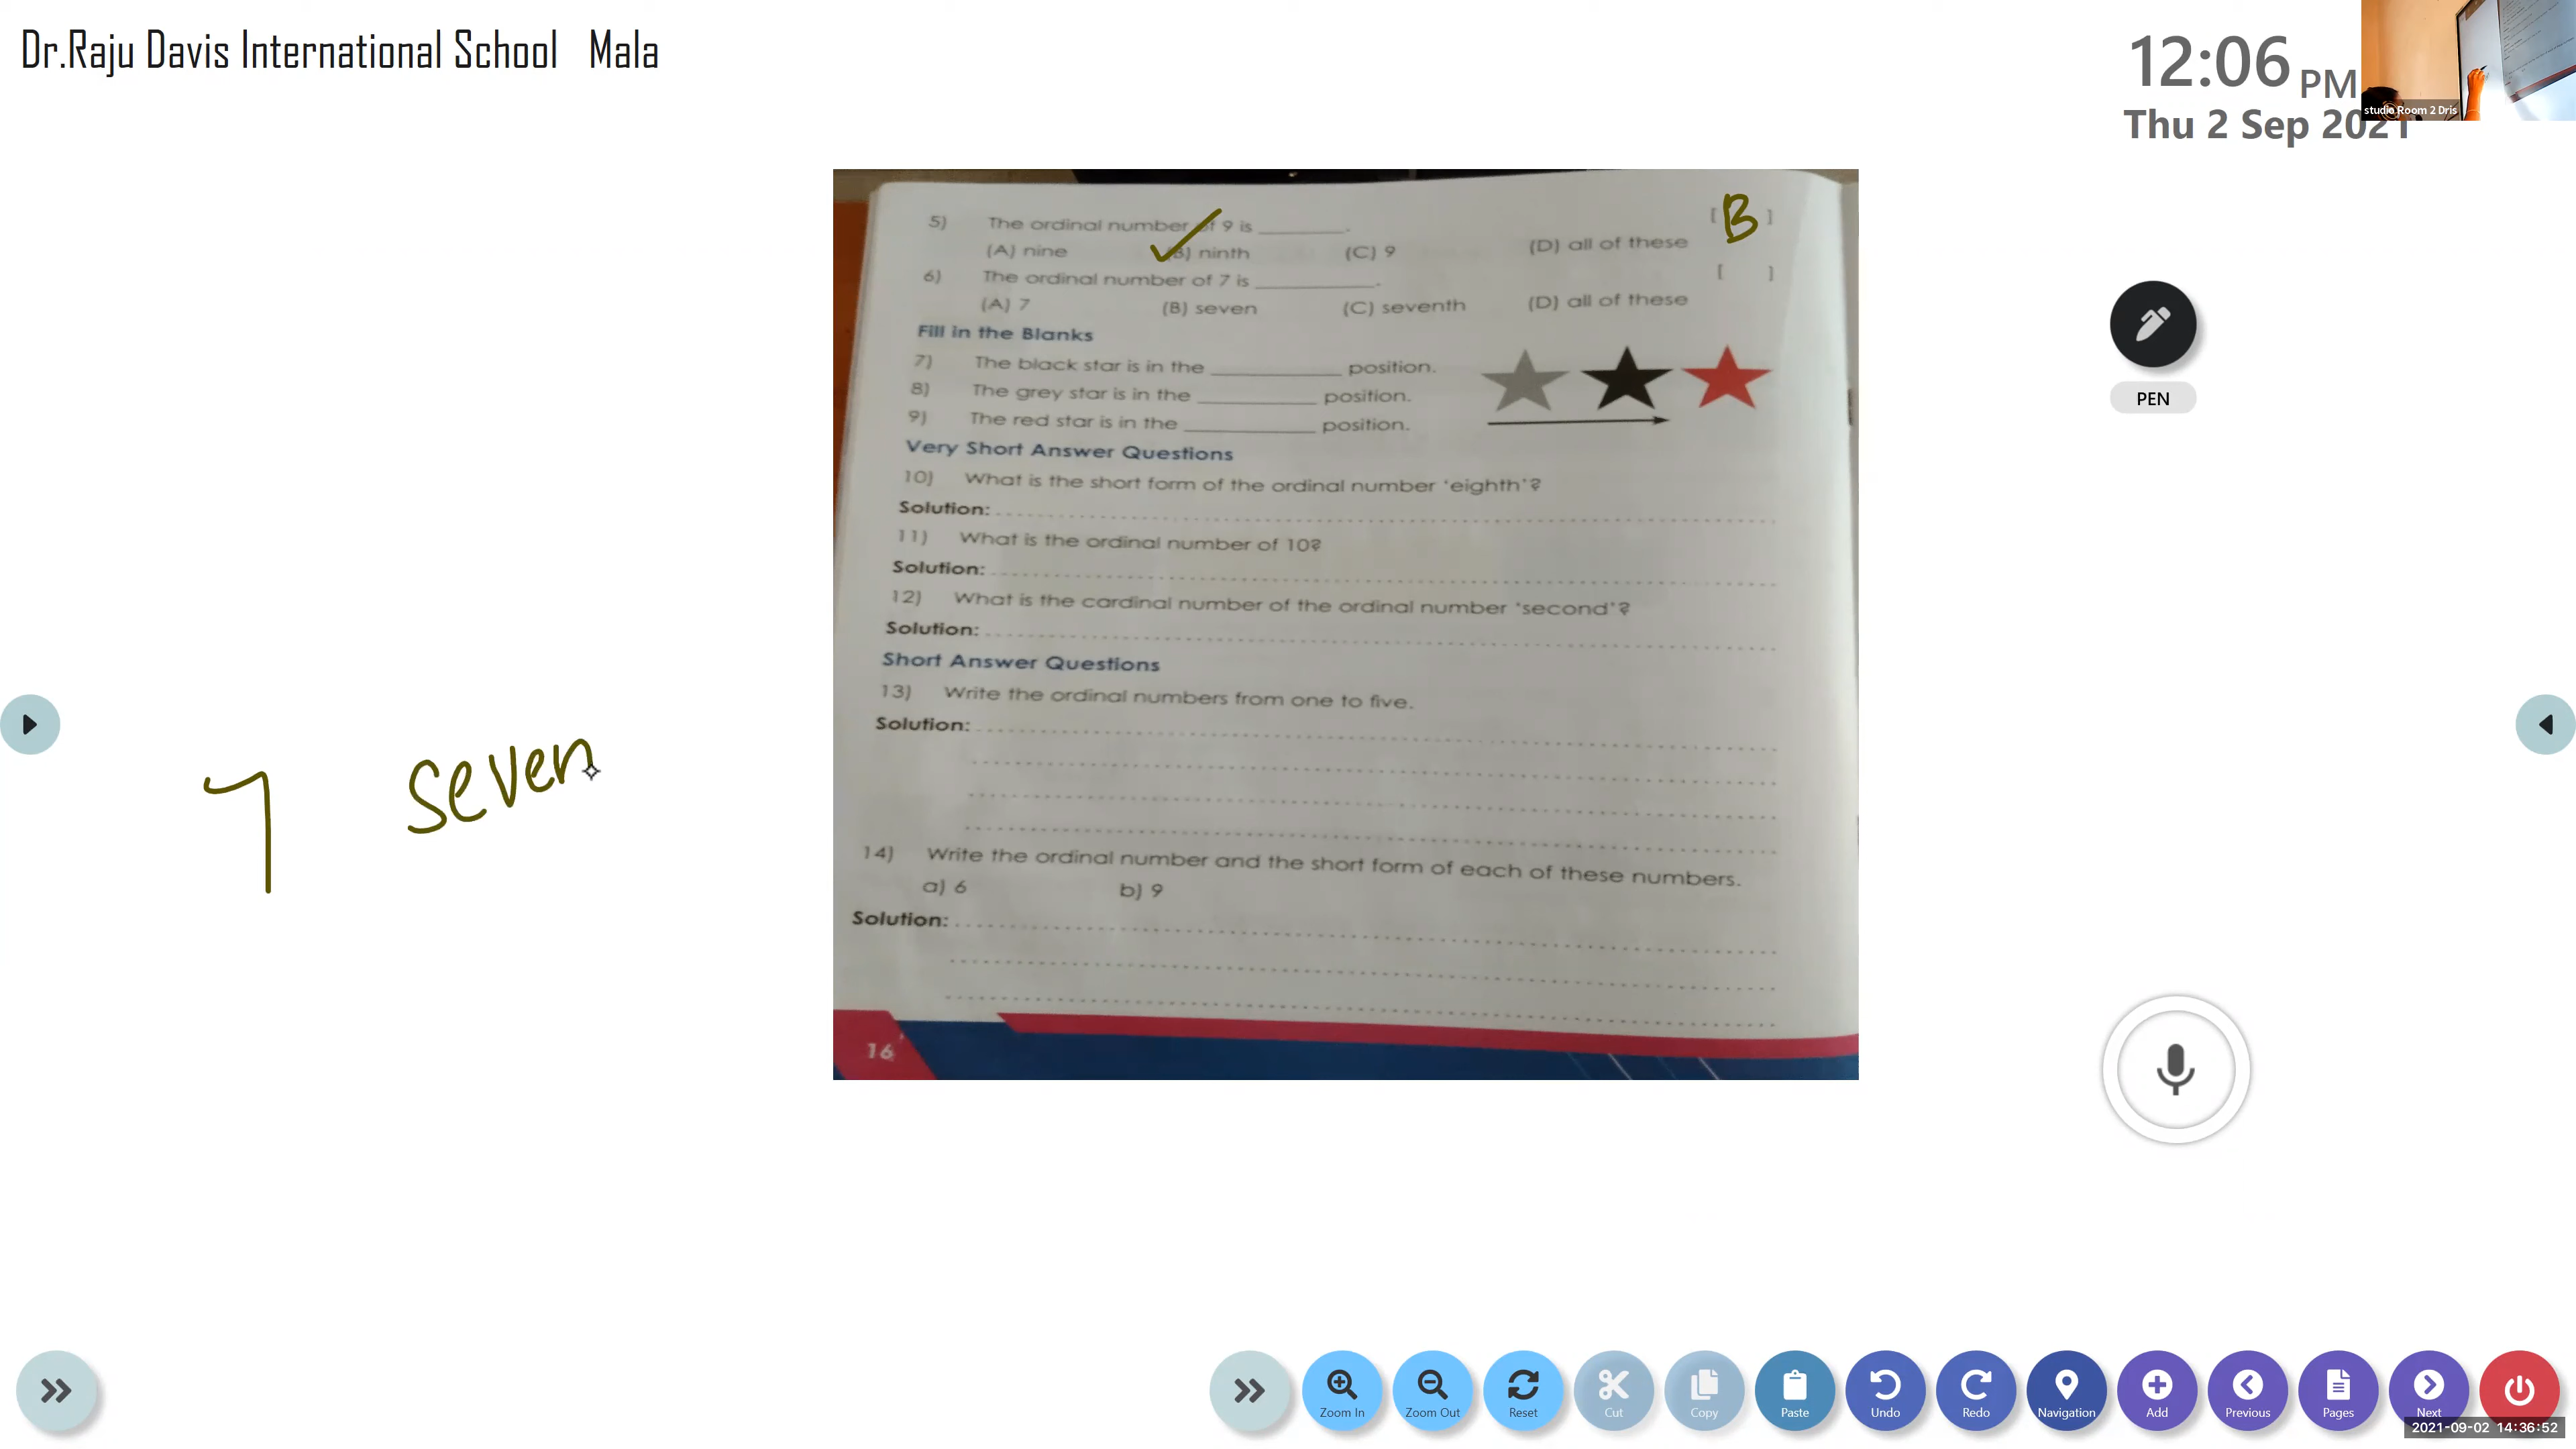 Dr.Raju Davis International School Mala
12:06 PM
Thu 2 Sep 2021
studio Room 2 Dris
5) The ordinal number of 9 is ________. [ B ]
(A) nine (B) ninth (C) 9 (D) all of these
6) The ordinal number of 7 is ________. [ ]
(A) 7 (B) seven (C) seventh (D) all of these
Fill in the Blanks
7) The black star is in the ________ position.
8) The grey star is in the ________ position.
9) The red star is in the ________ position.
Very Short Answer Questions
10) What is the short form of the ordinal number 'eighth'?
Solution:
11) What is the ordinal number of 10?
Solution:
12) What is the cardinal number of the ordinal number 'second'?
Solution:
Short Answer Questions
13) Write the ordinal numbers from one to five.
Solution:
14) Write the ordinal number and the short form of each of these numbers.
a) 6 b) 9
Solution:
16
7 seven
PEN
Zoom In
Zoom Out
Reset
Cut
Copy
Paste
Undo
Redo
Navigation
Add
Previous
Pages
Next
2021-09-02 14:36:52